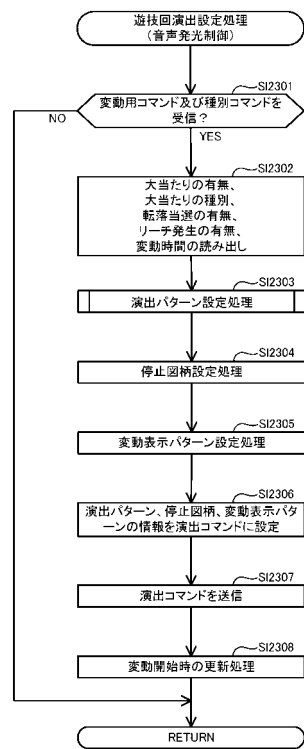 遊技回演出設定処理
(音声発光制御)
SI2301
変動用コマンド及び種別コマンドを
受信?
NO
YES
SI2302
大当たりの有無、
大当たりの種別、
転落当選の有無、
リーチ発生の有無、
変動時間の読み出し
SI2303
演出パターン設定処理
SI2304
停止図柄設定処理
SI2305
変動表示パターン設定処理
SI2306
演出パターン、停止図柄、変動表示パタ
ーンの情報を演出コマンドに設定
SI2307
演出コマンドを送信
SI2308
変動開始時の更新処理
RETURN